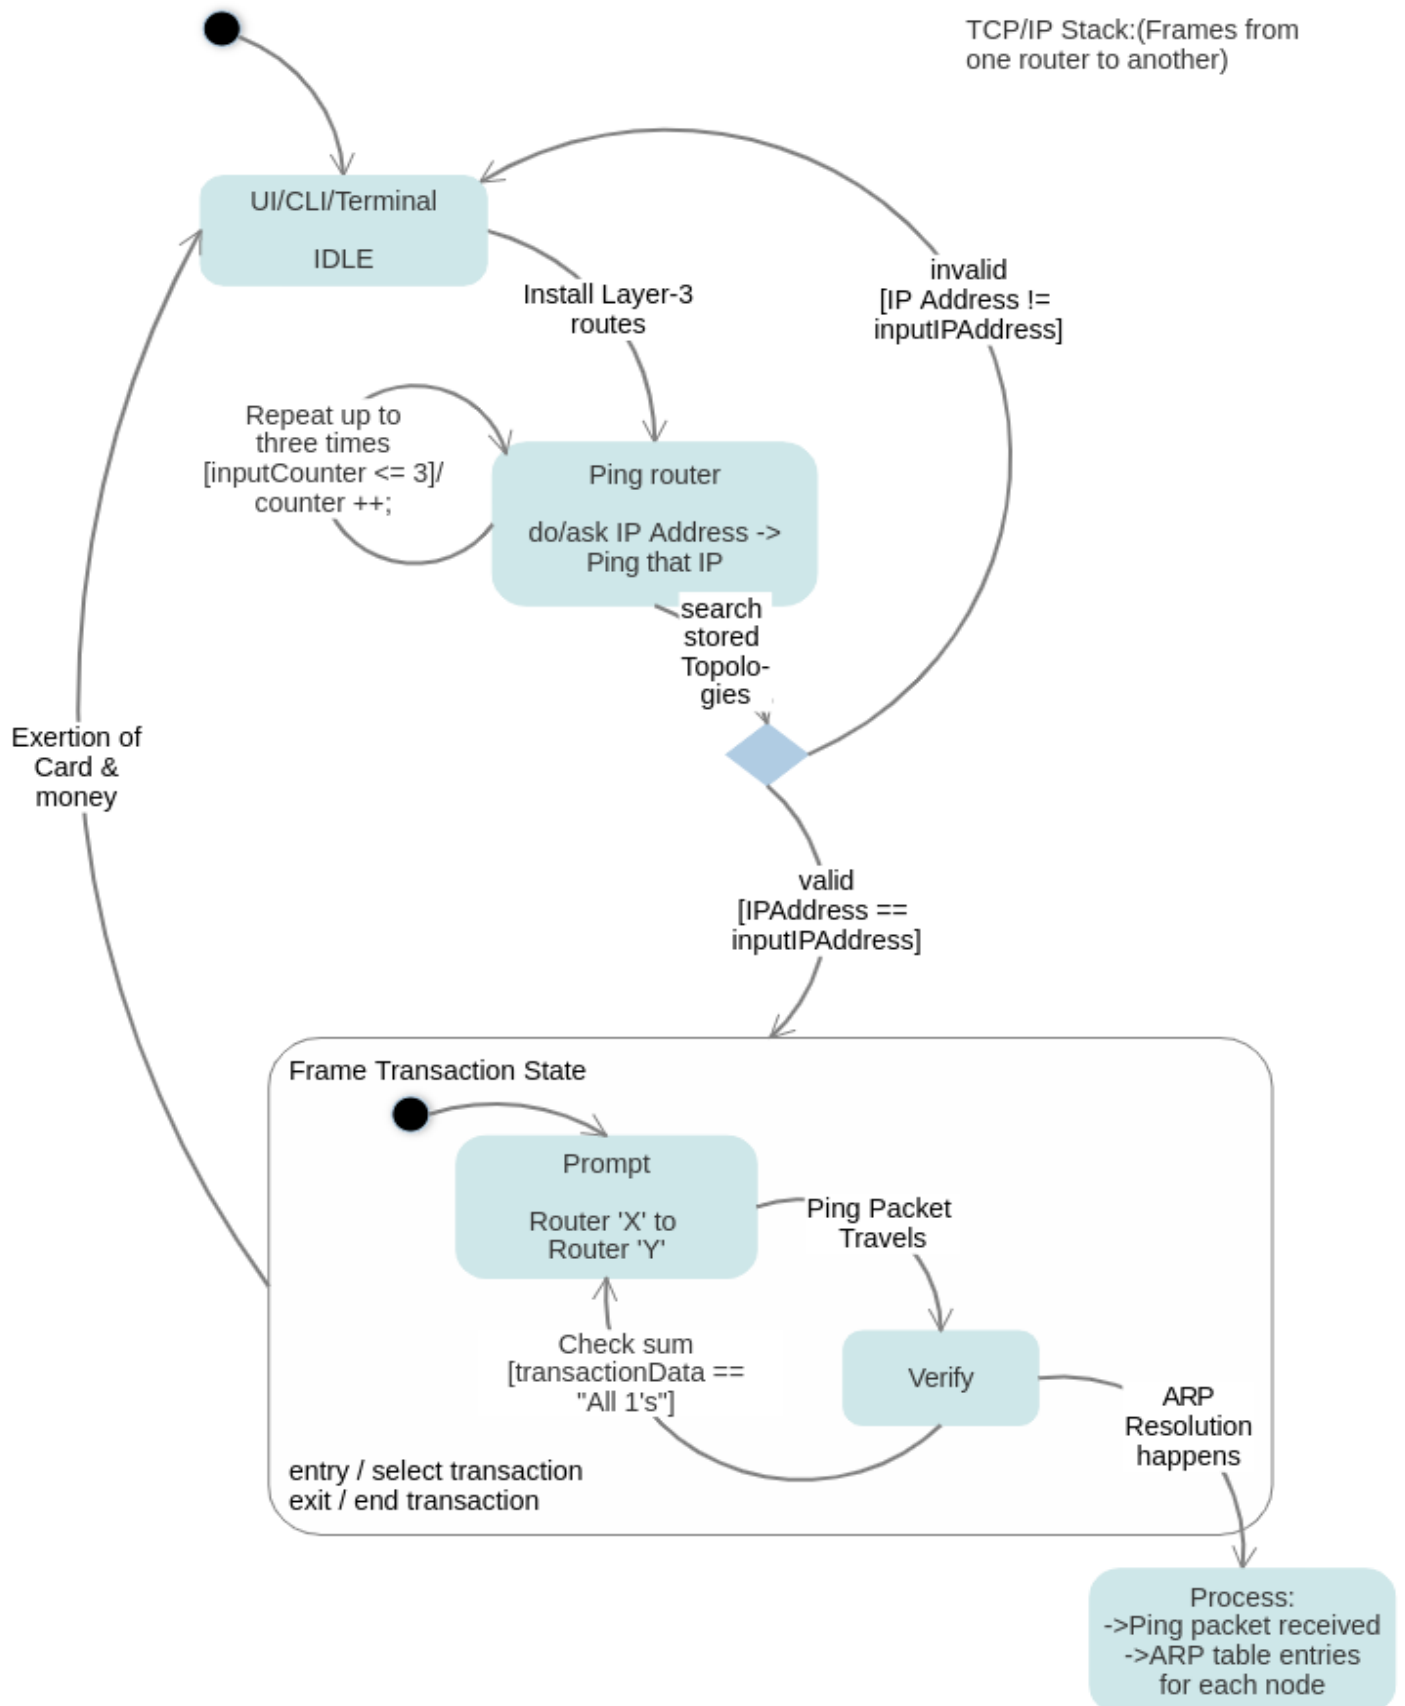 TCP/IP Stack:(Frames from
one router to another)
UI/CLI/Terminal
IDLE
Install Layer-3
routes
invalid
[IP Address !=
inputIPAddress]
Repeat up to
three times
[inputCounter <= 3]/
counter ++;
Ping router
do/ask IP Address ->
Ping that IP
search
stored
Topolo-
gies
Exertion of
Card &
money
valid
[IPAddress ==
inputIPAddress]
Frame Transaction State
Prompt
Router 'X' to
Router 'Y'
Ping Packet
Travels
Check sum
[transactionData ==
"All 1's"]
Verify
ARP
Resolution
happens
entry / select transaction
exit / end transaction
Process:
->Ping packet received
->ARP table entries
for each node